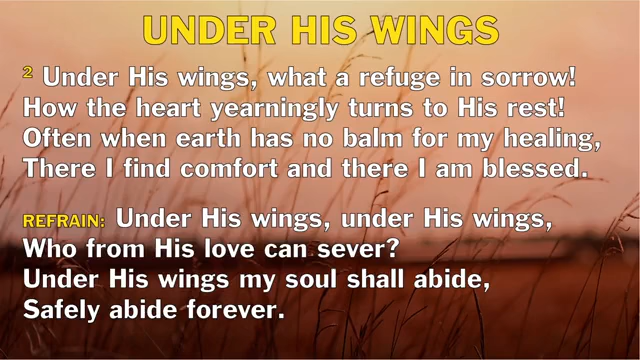 UNDER HIS WINGS
2 Under His wings, what a refuge in sorrow!
How the heart yearningly turns to His rest!
Often when earth has no balm for my healing,
There I find comfort and there I am blessed.
REFRAIN: Under His wings, under His wings,
Who from His love can sever?
Under His wings my soul shall abide,
Safely abide forever.